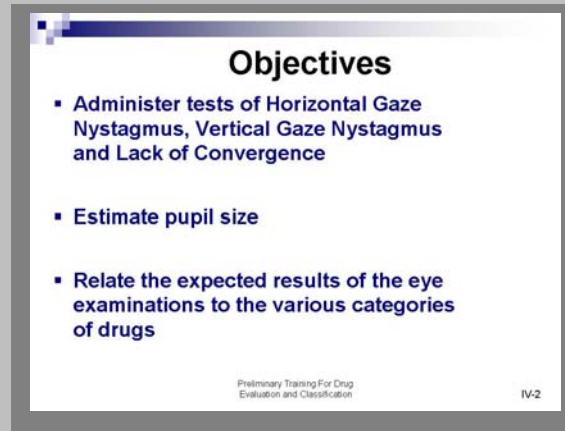 Objectives
▪ Administer tests of Horizontal Gaze
Nystagmus, Vertical Gaze Nystagmus
and Lack of Convergence
▪ Estimate pupil size
▪ Relate the expected results of the eye
examinations to the various categories
of drugs
Preliminary Training For Drug
Evaluation and Classification
IV-2